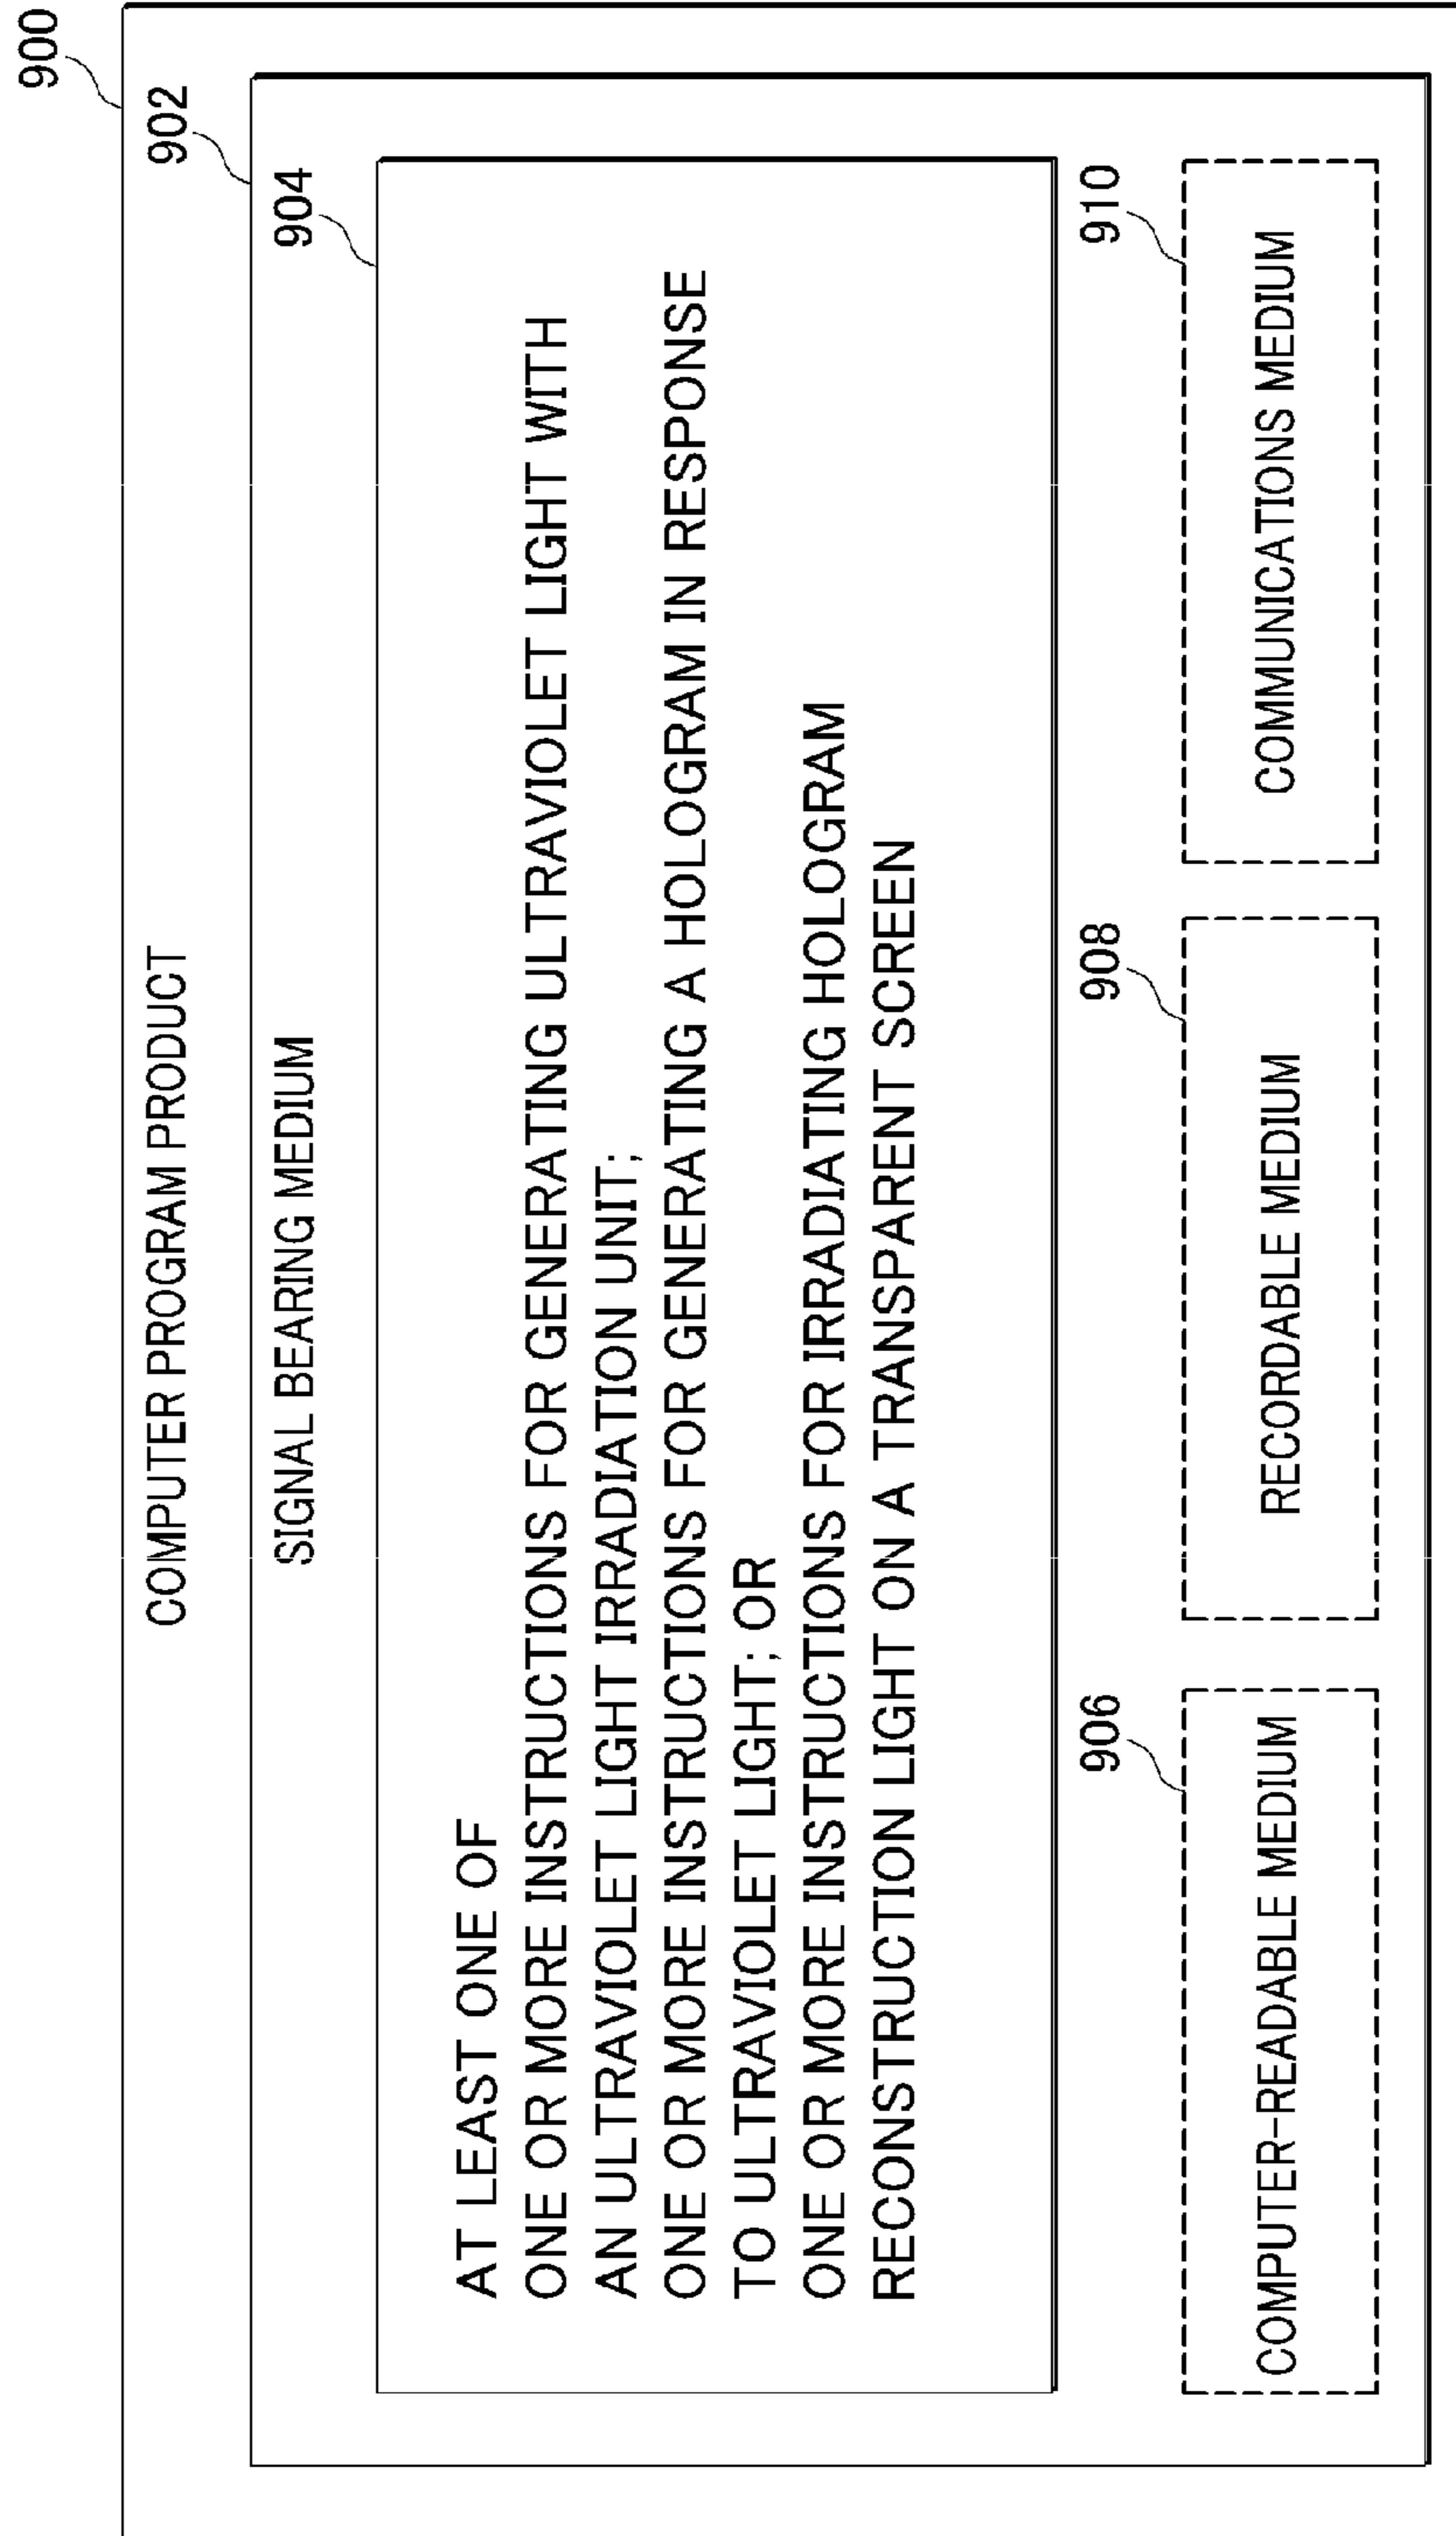 900
COMPUTER PROGRAM PRODUCT
902
SIGNAL BEARING MEDIUM
904
AT LEAST ONE OF
ONE OR MORE INSTRUCTIONS FOR GENERATING ULTRAVIOLET LIGHT WITH
AN ULTRAVIOLET LIGHT IRRADIATION UNIT;
ONE OR MORE INSTRUCTIONS FOR GENERATING A HOLOGRAM IN RESPONSE
TO ULTRAVIOLET LIGHT; OR
ONE OR MORE INSTRUCTIONS FOR IRRADIATING HOLOGRAM
RECONSTRUCTION LIGHT ON A TRANSPARENT SCREEN
906
COMPUTER-READABLE MEDIUM
908
RECORDABLE MEDIUM
910
COMMUNICATIONS MEDIUM